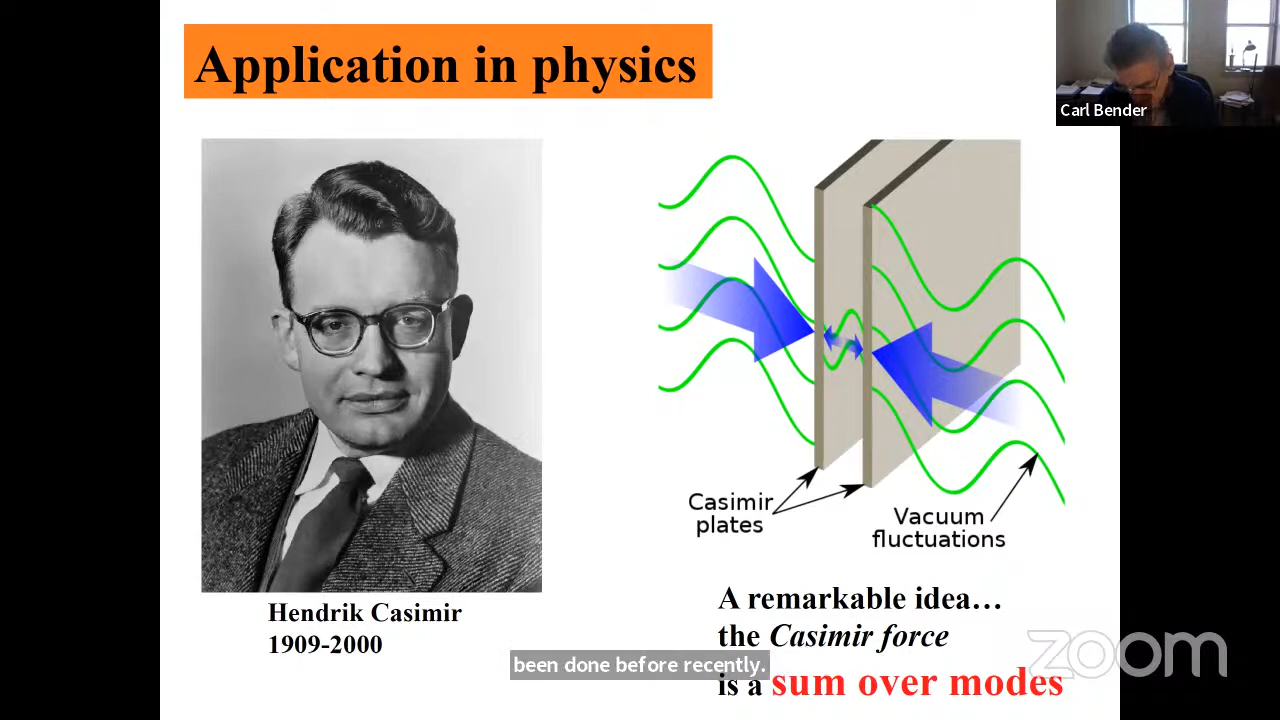 Application in physics
Carl Bender
Casimir
plates
Vacuum
fluctuations
Hendrik Casimir
1909-2000
A remarkable idea…
the Casimir force
is a sum over modes
been done before recently.
zoom